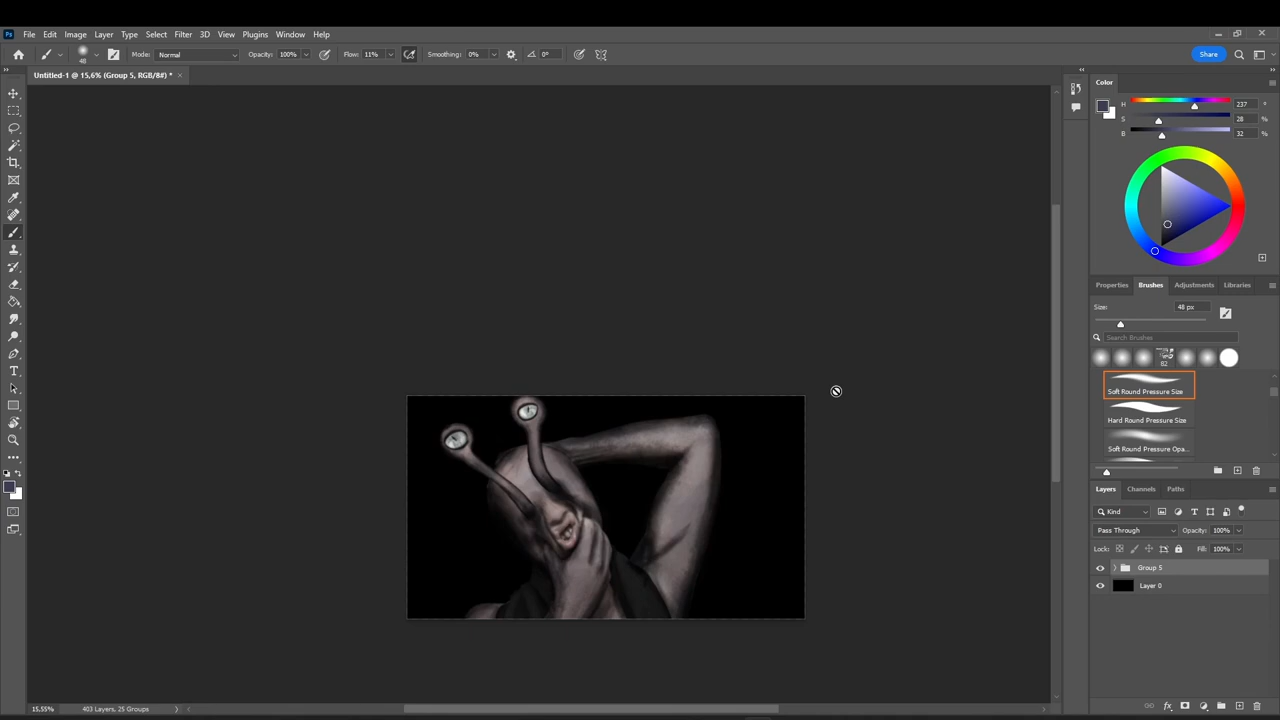 Ps File Edit Image Layer Type Select Filter 3D View Plugins Window Help
48 Mode: Normal Opacity: 100% Flow: 11% Smoothing: 0% 0° Share
Untitled-1 @ 15,6% (Group 5, RGB/8#) * ×
Color
H 237 °
S 28 %
B 32 %
Properties Brushes Adjustments Libraries
Size: 48 px
Search Brushes
82
Soft Round Pressure Size
Hard Round Pressure Size
Soft Round Pressure Opa...
Layers Channels Paths
Kind
Pass Through Opacity: 100%
Lock: Fill: 100%
Group 5
Layer 0
fx
15,55% 403 Layers, 25 Groups